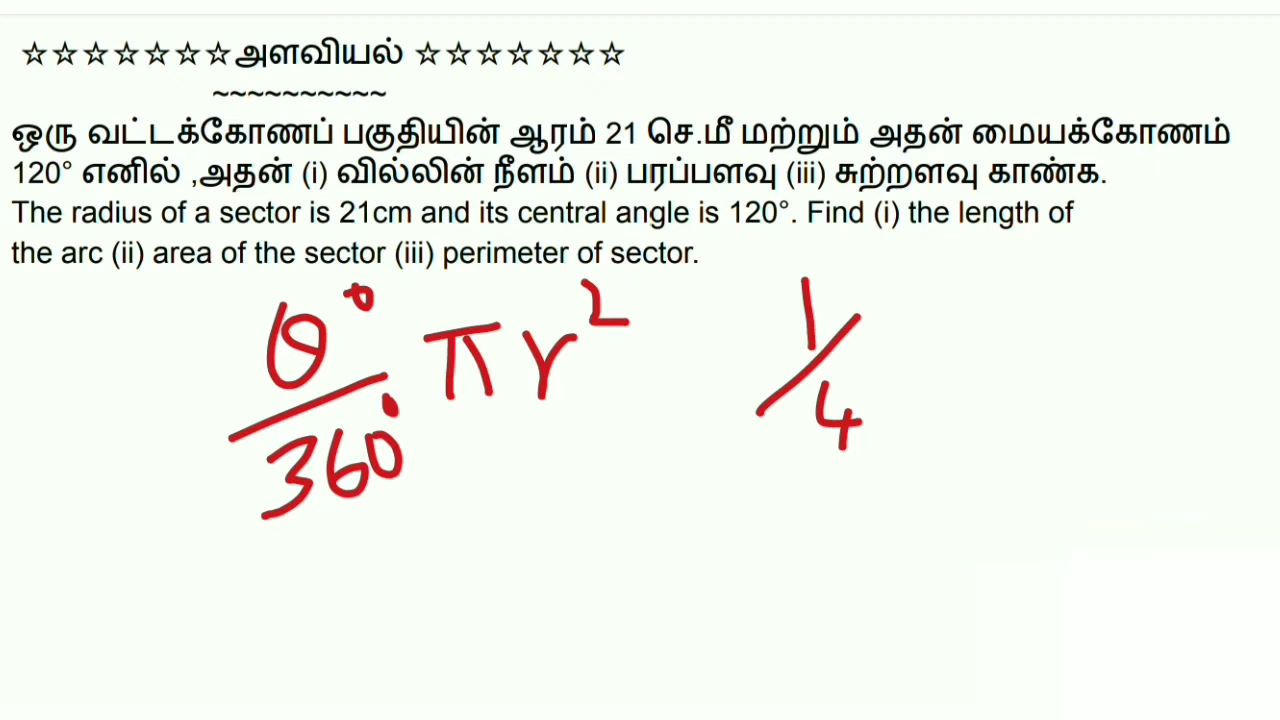 ☆☆☆☆☆☆☆அளவியல் ☆☆☆☆☆☆☆
~~~~~~~~~~
ஒரு வட்டக்கோணப் பகுதியின் ஆரம் 21 செ.மீ மற்றும் அதன் மையக்கோணம்
120° எனில் ,அதன் (i) வில்லின் நீளம் (ii) பரப்பளவு (iii) சுற்றளவு காண்க.
The radius of a sector is 21cm and its central angle is 120°. Find (i) the length of
the arc (ii) area of the sector (iii) perimeter of sector.
θ°/360° πr² 1/4